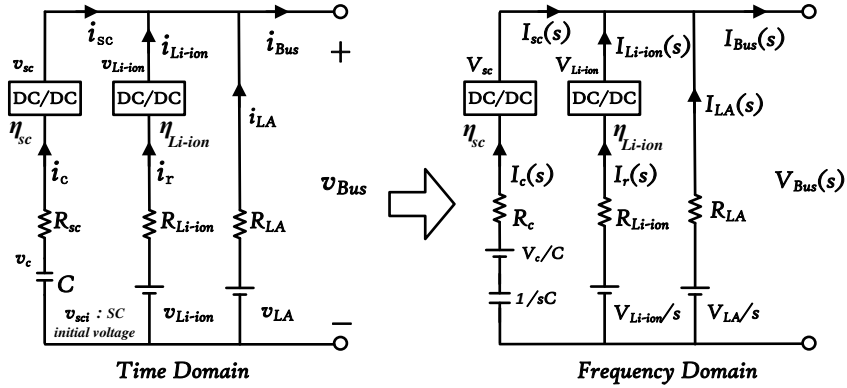 i_sc
i_Li-ion
i_Bus
v_sc
v_Li-ion
+
DC/DC
DC/DC
i_LA
η_sc
η_Li-ion
i_c
i_r
v_Bus
R_sc
R_Li-ion
R_LA
v_c
C
v_sci : SC
initial voltage
v_Li-ion
v_LA
−
Time Domain
I_sc(s)
I_Li-ion(s)
I_Bus(s)
V_sc
V_Li-ion
DC/DC
DC/DC
I_LA(s)
η_sc
η_Li-ion
I_c(s)
I_r(s)
V_Bus(s)
R_c
R_Li-ion
R_LA
V_c/C
1/sC
V_Li-ion/s
V_LA/s
Frequency Domain